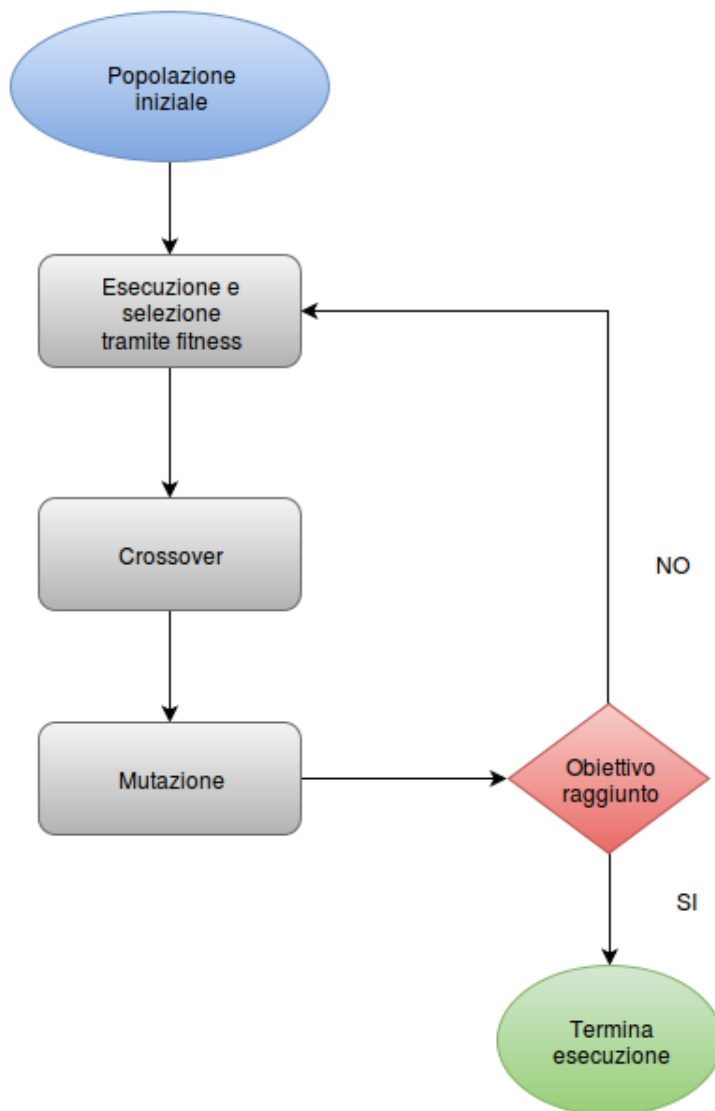 Popolazione
iniziale
Esecuzione e
selezione
tramite fitness
Crossover
NO
Mutazione
Obiettivo
raggiunto
SI
Termina
esecuzione